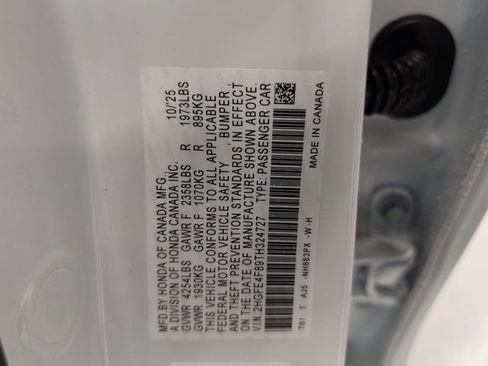 MFD.BY HONDA OF CANADA MFG., 10/25
A DIVISION OF HONDA CANADA INC.
GVWR 4254LBS GAWR F 2358LBS R 1973LBS
GVWR 1930KG GAWR F 1070KG R 895KG
THIS VEHICLE CONFORMS TO ALL APPLICABLE
FEDERAL MOTOR VEHICLE SAFETY , BUMPER ,
AND THEFT PREVENTION STANDARDS IN EFFECT
ON THE DATE OF MANUFACTURE SHOWN ABOVE.
V.I.N.:2HGFE4F89TH324727 TYPE: PASSENGER CAR
T61 T AJ5 -NH883PX -W -H MADE IN CANADA